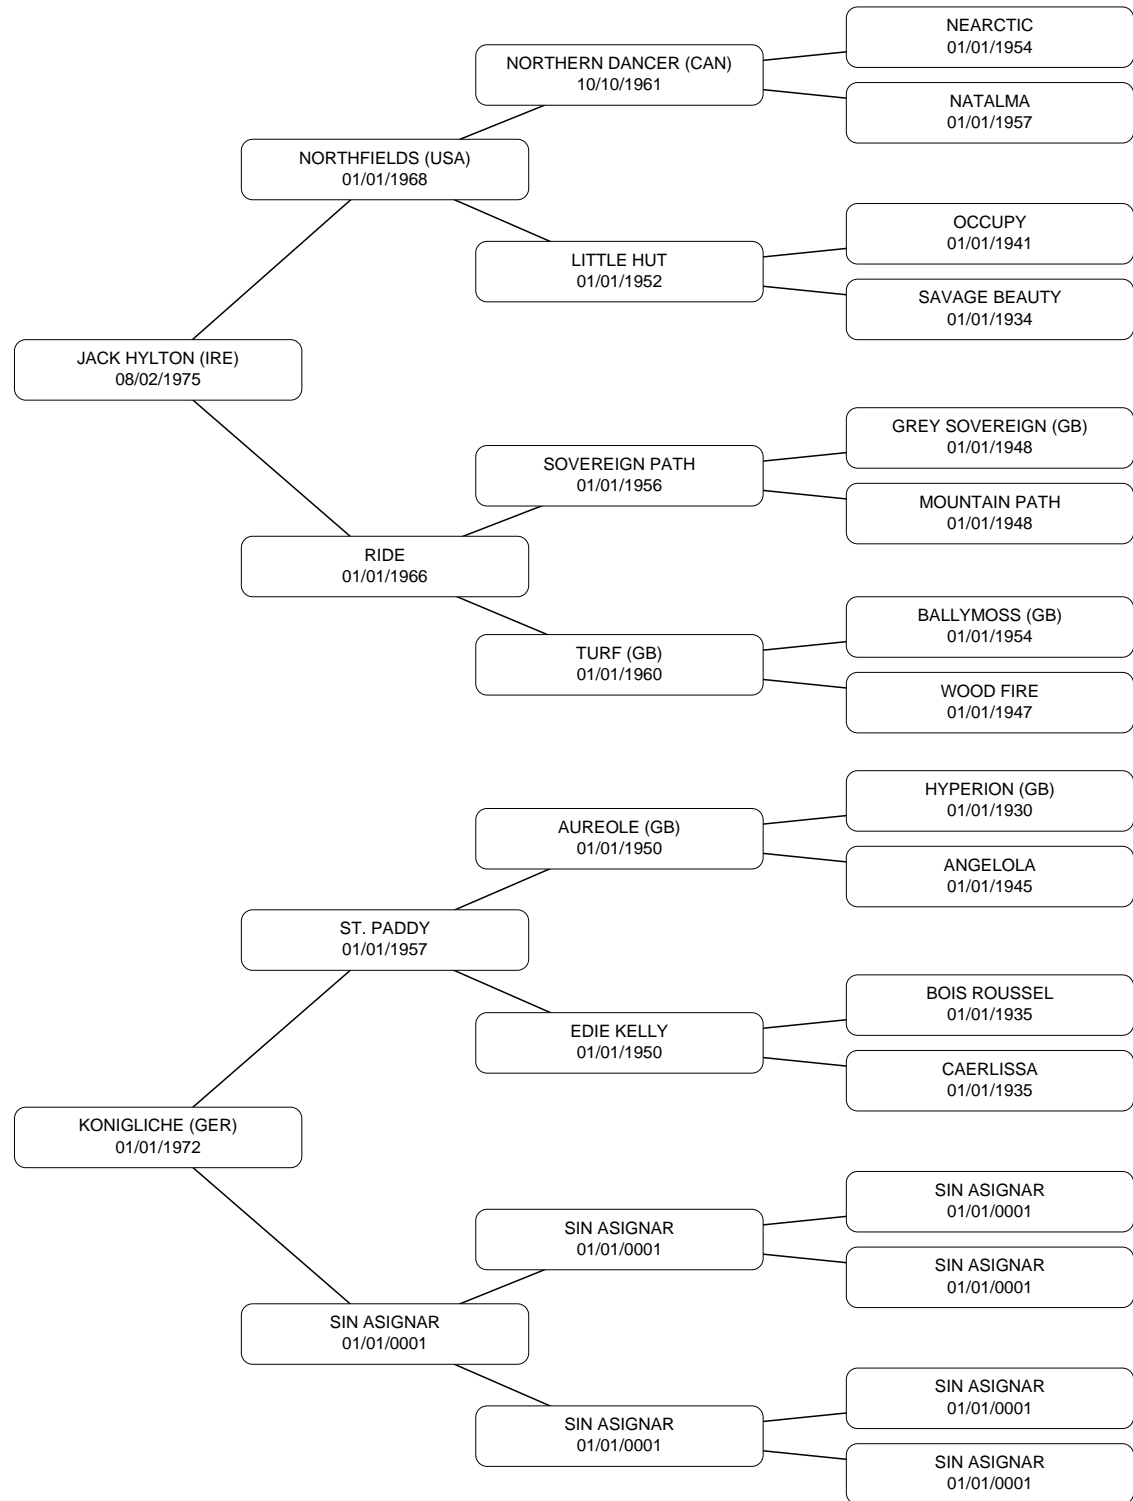 NEARCTIC
01/01/1954
NORTHERN DANCER (CAN)
10/10/1961
NATALMA
01/01/1957
NORTHFIELDS (USA)
01/01/1968
OCCUPY
01/01/1941
LITTLE HUT
01/01/1952
SAVAGE BEAUTY
01/01/1934
JACK HYLTON (IRE)
08/02/1975
GREY SOVEREIGN (GB)
01/01/1948
SOVEREIGN PATH
01/01/1956
MOUNTAIN PATH
01/01/1948
RIDE
01/01/1966
BALLYMOSS (GB)
01/01/1954
TURF (GB)
01/01/1960
WOOD FIRE
01/01/1947
HYPERION (GB)
01/01/1930
AUREOLE (GB)
01/01/1950
ANGELOLA
01/01/1945
ST. PADDY
01/01/1957
BOIS ROUSSEL
01/01/1935
EDIE KELLY
01/01/1950
CAERLISSA
01/01/1935
KONIGLICHE (GER)
01/01/1972
SIN ASIGNAR
01/01/0001
SIN ASIGNAR
01/01/0001
SIN ASIGNAR
01/01/0001
SIN ASIGNAR
01/01/0001
SIN ASIGNAR
01/01/0001
SIN ASIGNAR
01/01/0001
SIN ASIGNAR
01/01/0001